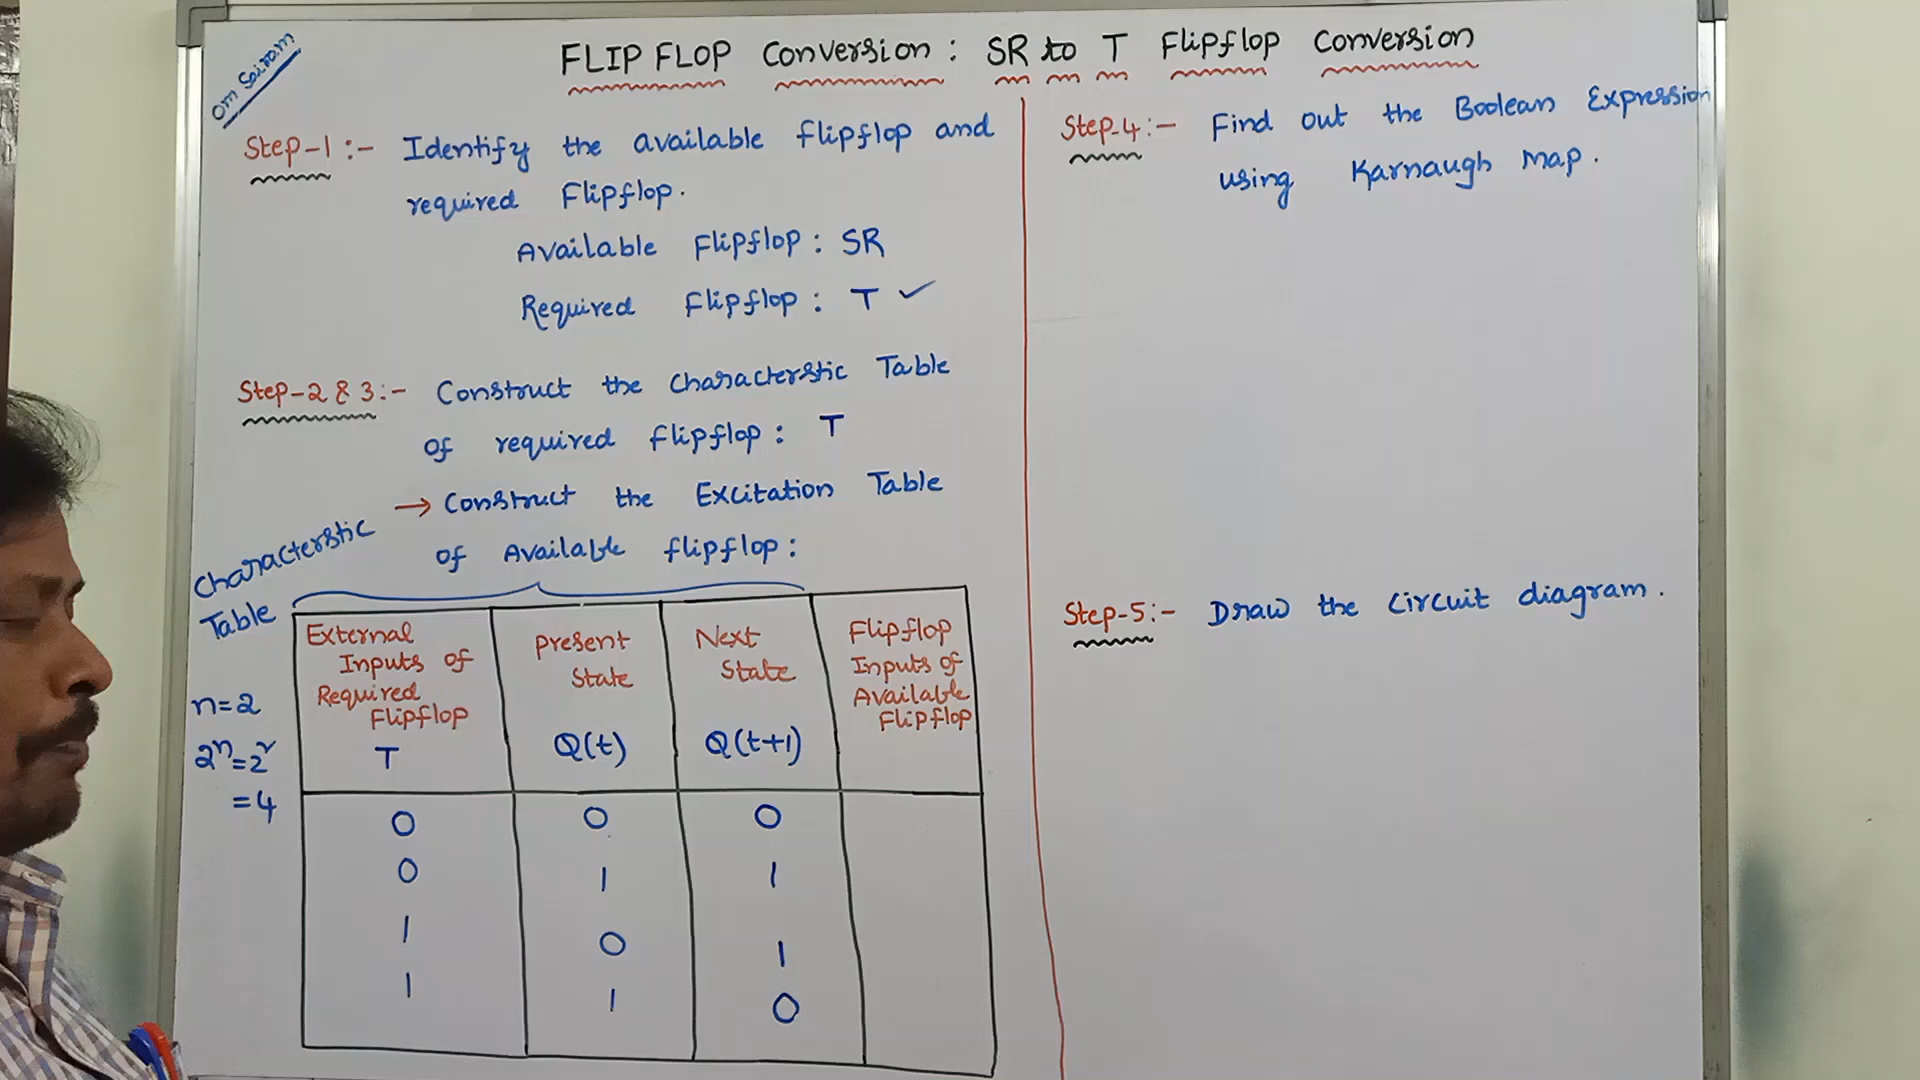 Om Sairam
FLIP FLOP Conversion : SR to T Flipflop Conversion
Step-1 :- Identify the available flipflop and
required Flipflop.
Available Flipflop : SR
Required Flipflop : T ✓
Step-2 & 3 :- Construct the Characterstic Table
of required flipflop : T
→ Construct the Excitation Table
of Available flipflop :
Characterstic
Table
n=2
2ⁿ=2²
=4
External
Inputs of
Required
Flipflop
T
Present
State
Q(t)
Next
State
Q(t+1)
Flipflop
Inputs of
Available
Flipflop
0 0 0
0 1 1
1 0 1
1 1 0
Step-4 :- Find out the Boolean Expression
using Karnaugh Map.
Step-5 :- Draw the Circuit diagram.